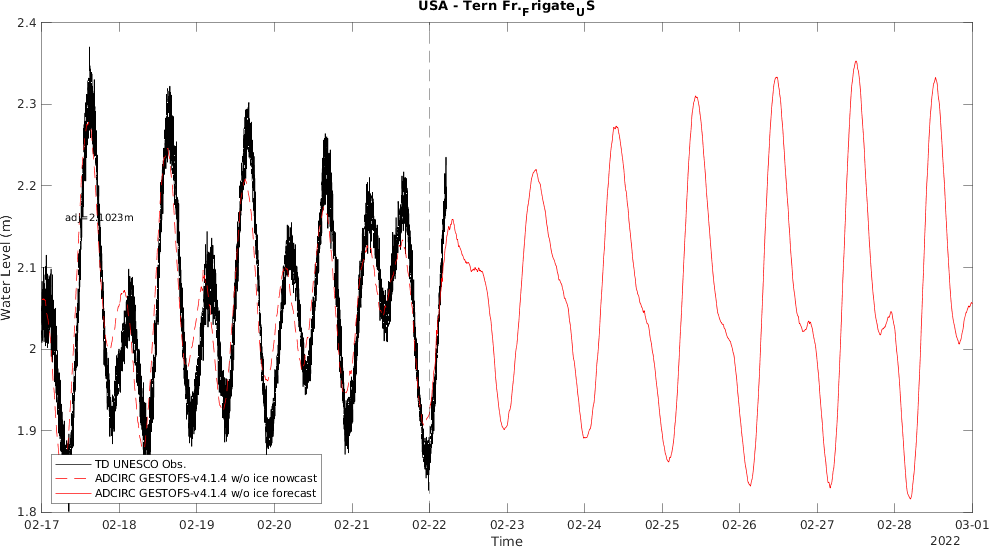 USA - Tern Fr.FrigateUS
2.4
2.3
2.2
2.1
2
1.9
1.8
Water Level (m)
adj=2.1023m
TD UNESCO Obs.
ADCIRC GESTOFS-v4.1.4 w/o ice nowcast
ADCIRC GESTOFS-v4.1.4 w/o ice forecast
02-17 02-18 02-19 02-20 02-21 02-22 02-23 02-24 02-25 02-26 02-27 02-28 03-01
Time
2022